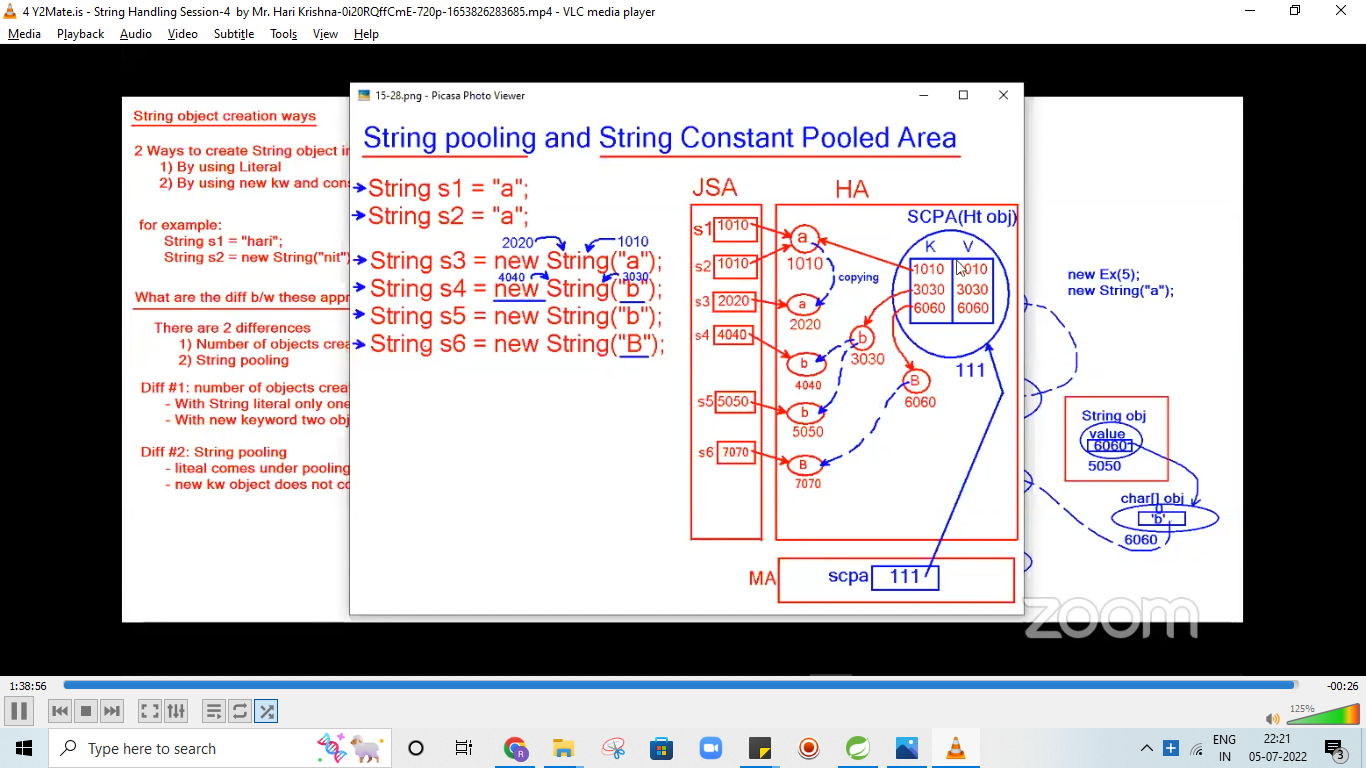 4 Y2Mate.is - String Handling Session-4 by Mr. Hari Krishna-0i20RQffCmE-720p-1653826283685.mp4 - VLC media player
Media Playback Audio Video Subtitle Tools View Help
String object creation ways
2 Ways to create String object in
1) By using Literal
2) By using new kw and cons
for example:
String s1 = "hari";
String s2 = new String("nit")
What are the diff b/w these appr
There are 2 differences
1) Number of objects crea
2) String pooling
Diff #1: number of objects creat
- With String literal only one
- With new keyword two obj
Diff #2: String pooling
- liteal comes under pooling
- new kw object does not co
15-28.png - Picasa Photo Viewer
String pooling and String Constant Pooled Area
String s1 = "a";
String s2 = "a";
2020 1010
String s3 = new String("a");
4040 3030
String s4 = new String("b");
String s5 = new String("b");
String s6 = new String("B");
JSA HA
s1 1010
s2 1010
s3 2020
s4 4040
s5 5050
s6 7070
a
1010
copying
a
2020
b
3030
b
4040
b
5050
B
6060
B
7070
SCPA(Ht obj)
K V
1010 010
3030 3030
6060 6060
111
MA scpa 111
new Ex(5);
new String("a");
String obj
value
6060
5050
char[] obj
0
'b'
6060
zoom
1:38:56 -00:26
125%
Type here to search
ENG
IN
22:21
05-07-2022
3